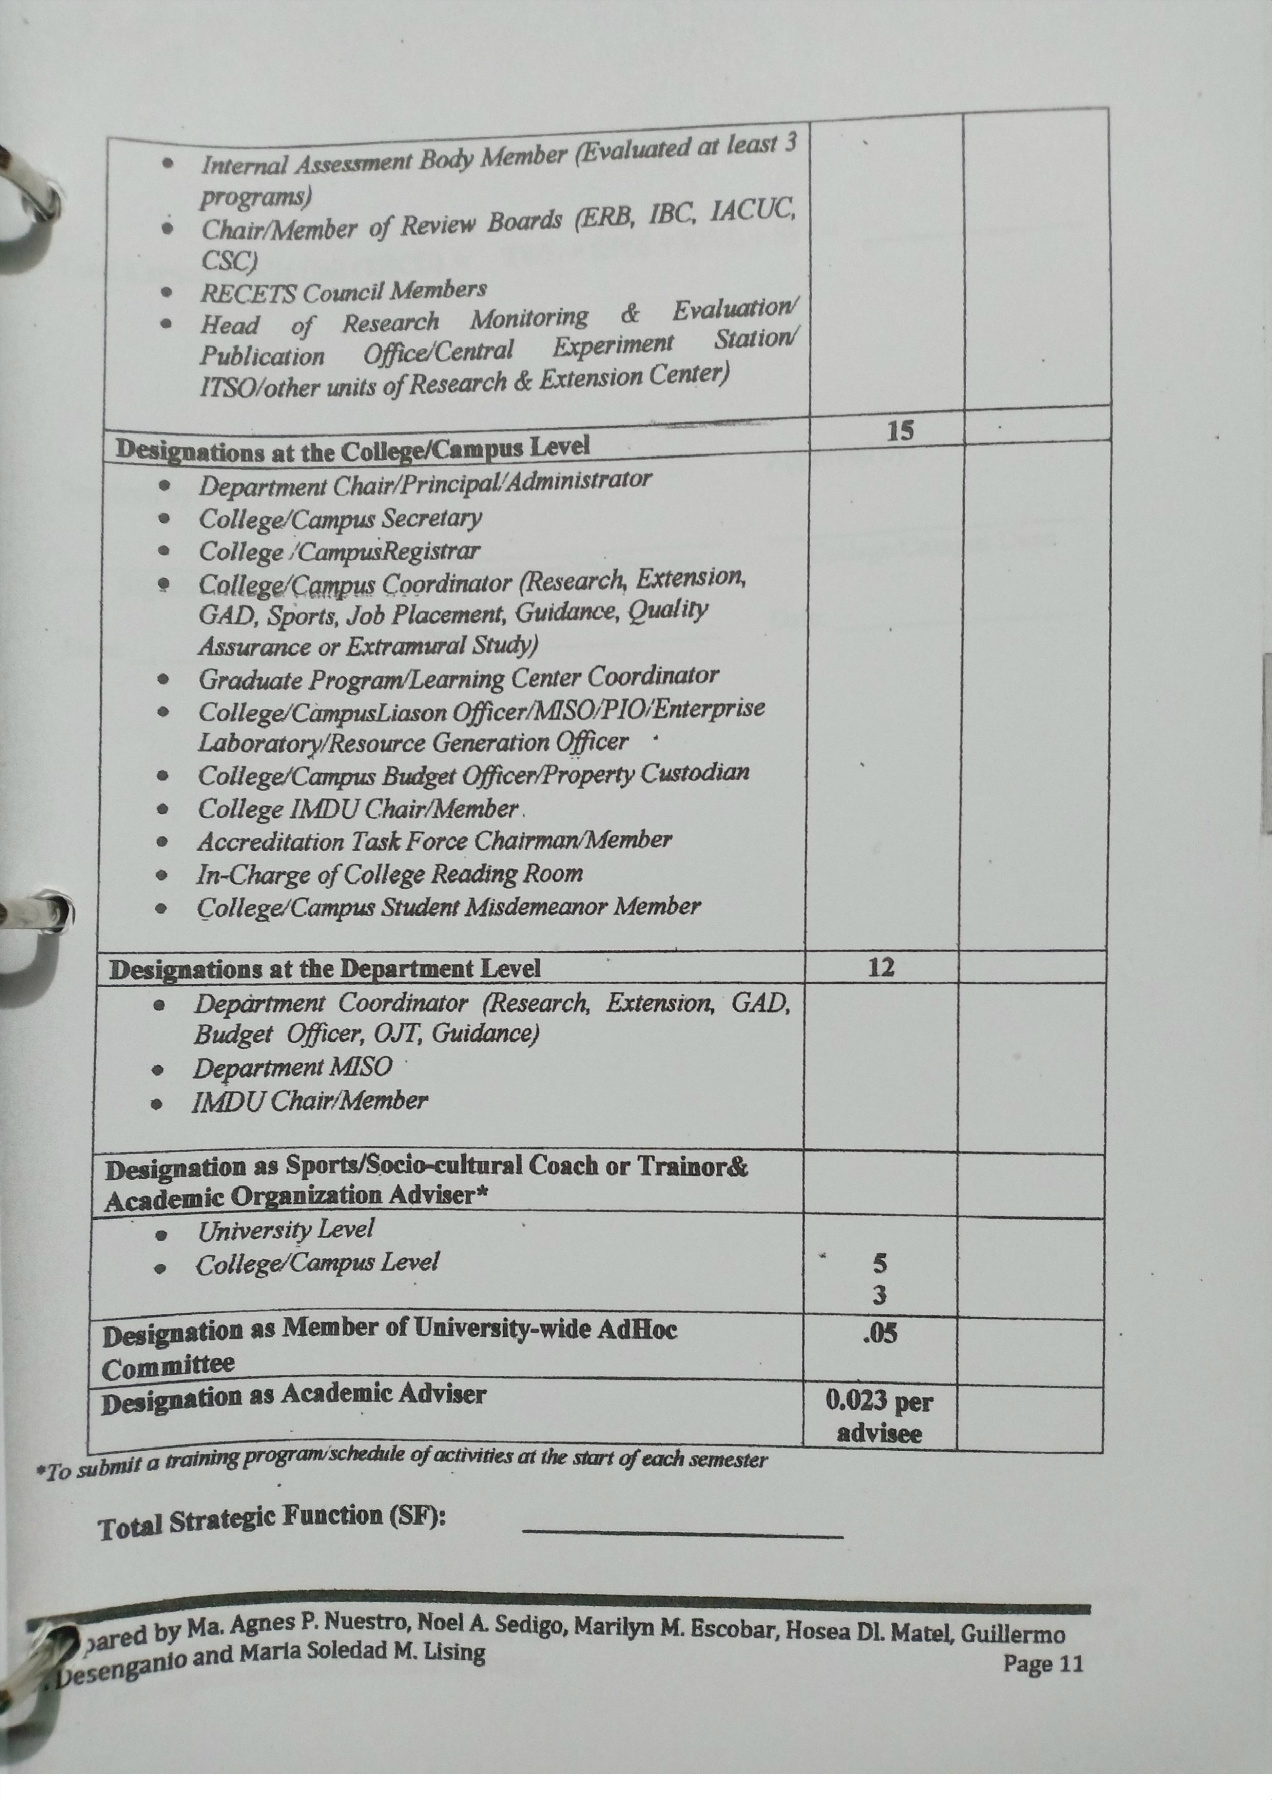 • Internal Assessment Body Member (Evaluated at least 3
programs)
• Chair/Member of Review Boards (ERB, IBC, IACUC,
CSC)
• RECETS Council Members
• Head of Research Monitoring & Evaluation/
Publication Office/Central Experiment Station/
ITSO/other units of Research & Extension Center)
Designations at the College/Campus Level 15
• Department Chair/Principal/Administrator
• College/Campus Secretary
• College /CampusRegistrar
• College/Campus Coordinator (Research, Extension,
GAD, Sports, Job Placement, Guidance, Quality
Assurance or Extramural Study)
• Graduate Program/Learning Center Coordinator
• College/CampusLiason Officer/MISO/PIO/Enterprise
Laboratory/Resource Generation Officer
• College/Campus Budget Officer/Property Custodian
• College IMDU Chair/Member.
• Accreditation Task Force Chairman/Member
• In-Charge of College Reading Room
• College/Campus Student Misdemeanor Member
Designations at the Department Level 12
• Department Coordinator (Research, Extension, GAD,
Budget Officer, OJT, Guidance)
• Department MISO
• IMDU Chair/Member
Designation as Sports/Socio-cultural Coach or Trainor&
Academic Organization Adviser*
• University Level
• College/Campus Level 5
3
Designation as Member of University-wide AdHoc .05
Committee
Designation as Academic Adviser 0.023 per
advisee
*To submit a training program/schedule of activities at the start of each semester
Total Strategic Function (SF):
pared by Ma. Agnes P. Nuestro, Noel A. Sedigo, Marilyn M. Escobar, Hosea Dl. Matel, Guillermo
. Desenganio and Maria Soledad M. Lising
Page 11